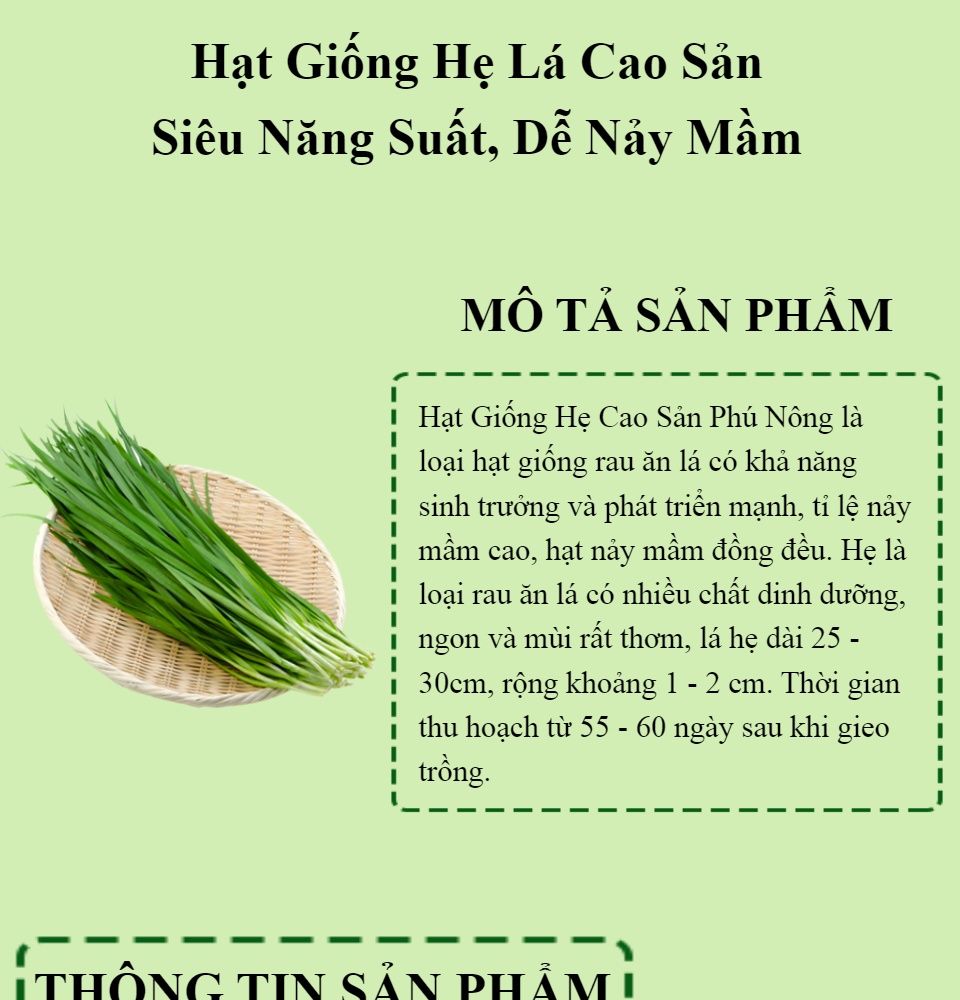 Hạt Giống Hẹ Lá Cao Sản
Siêu Năng Suất, Dễ Nảy Mầm
MÔ TẢ SẢN PHẨM
Hạt Giống Hẹ Cao Sản Phú Nông là
loại hạt giống rau ăn lá có khả năng
sinh trưởng và phát triển mạnh, tỉ lệ nảy
mầm cao, hạt nảy mầm đồng đều. Hẹ là
loại rau ăn lá có nhiều chất dinh dưỡng,
ngon và mùi rất thơm, lá hẹ dài 25 -
30cm, rộng khoảng 1 - 2 cm. Thời gian
thu hoạch từ 55 - 60 ngày sau khi gieo
trồng.
THÔNG TIN SẢN PHẨM